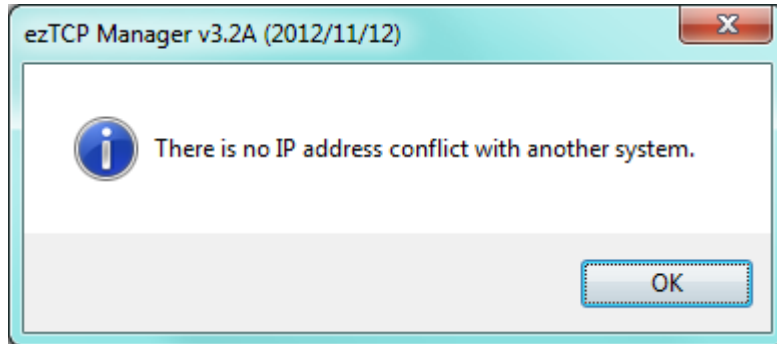 ezTCP Manager v3.2A (2012/11/12)
There is no IP address conflict with another system.
OK